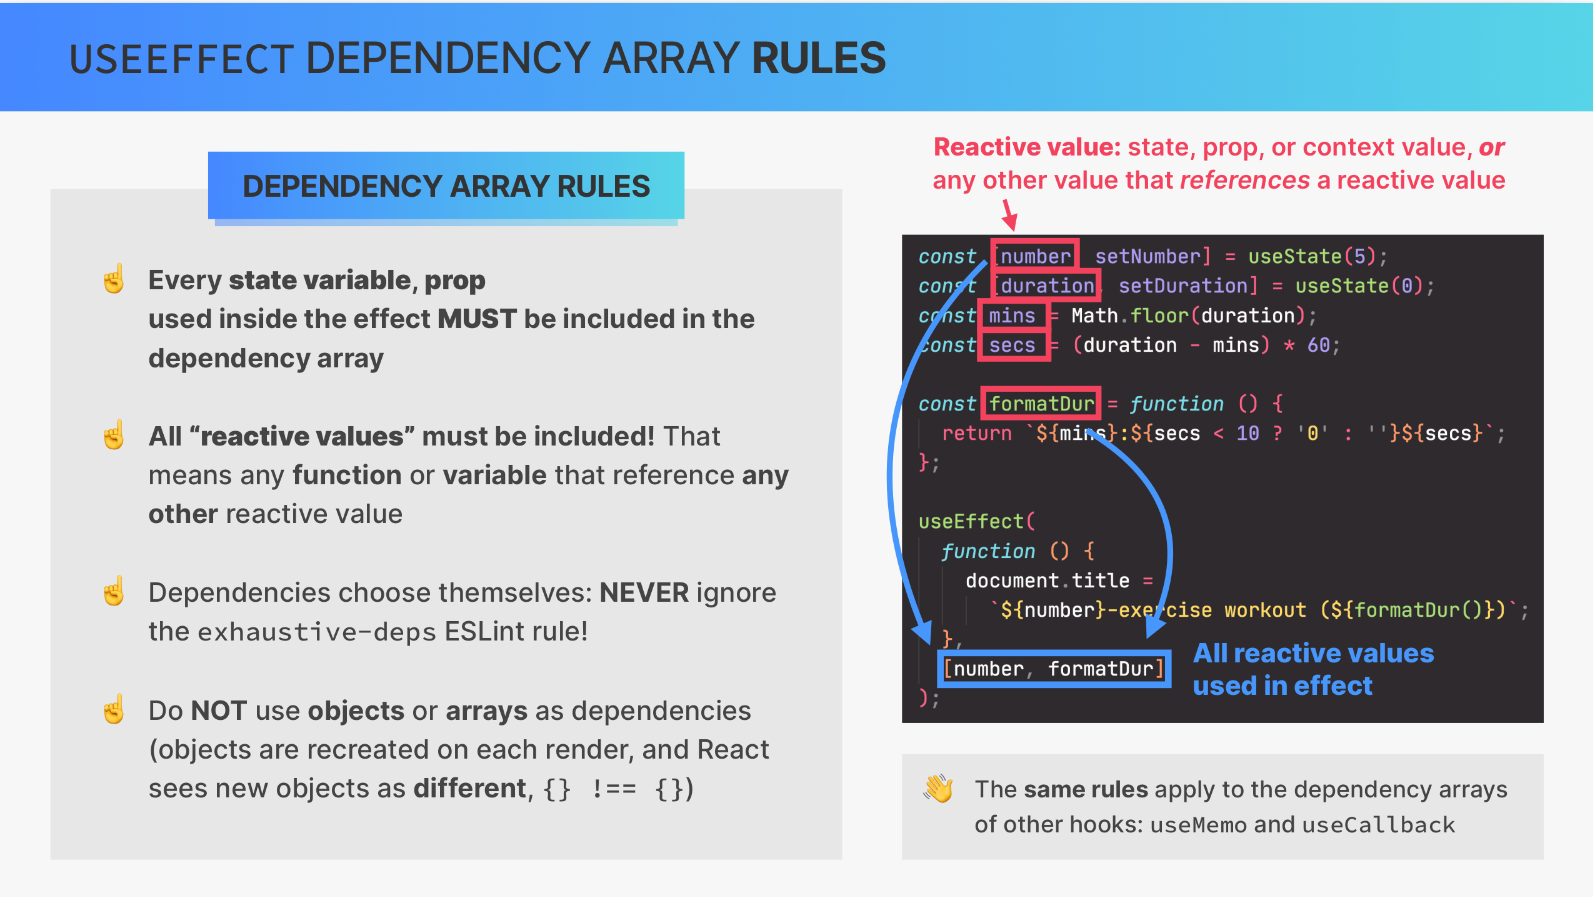 USEEFFECT DEPENDENCY ARRAY RULES
DEPENDENCY ARRAY RULES
☝️ Every state variable, prop
used inside the effect MUST be included in the
dependency array
☝️ All “reactive values” must be included! That
means any function or variable that reference any
other reactive value
☝️ Dependencies choose themselves: NEVER ignore
the exhaustive-deps ESLint rule!
☝️ Do NOT use objects or arrays as dependencies
(objects are recreated on each render, and React
sees new objects as different, {} !== {})
Reactive value: state, prop, or context value, or
any other value that references a reactive value
const [number, setNumber] = useState(5);
const [duration, setDuration] = useState(0);
const mins = Math.floor(duration);
const secs = (duration - mins) * 60;
const formatDur = function () {
return `${mins}:${secs < 10 ? '0' : ''}${secs}`;
};
useEffect(
function () {
document.title =
`${number}-exercise workout (${formatDur()})`;
},
[number, formatDur]
);
All reactive values
used in effect
👋 The same rules apply to the dependency arrays
of other hooks: useMemo and useCallback